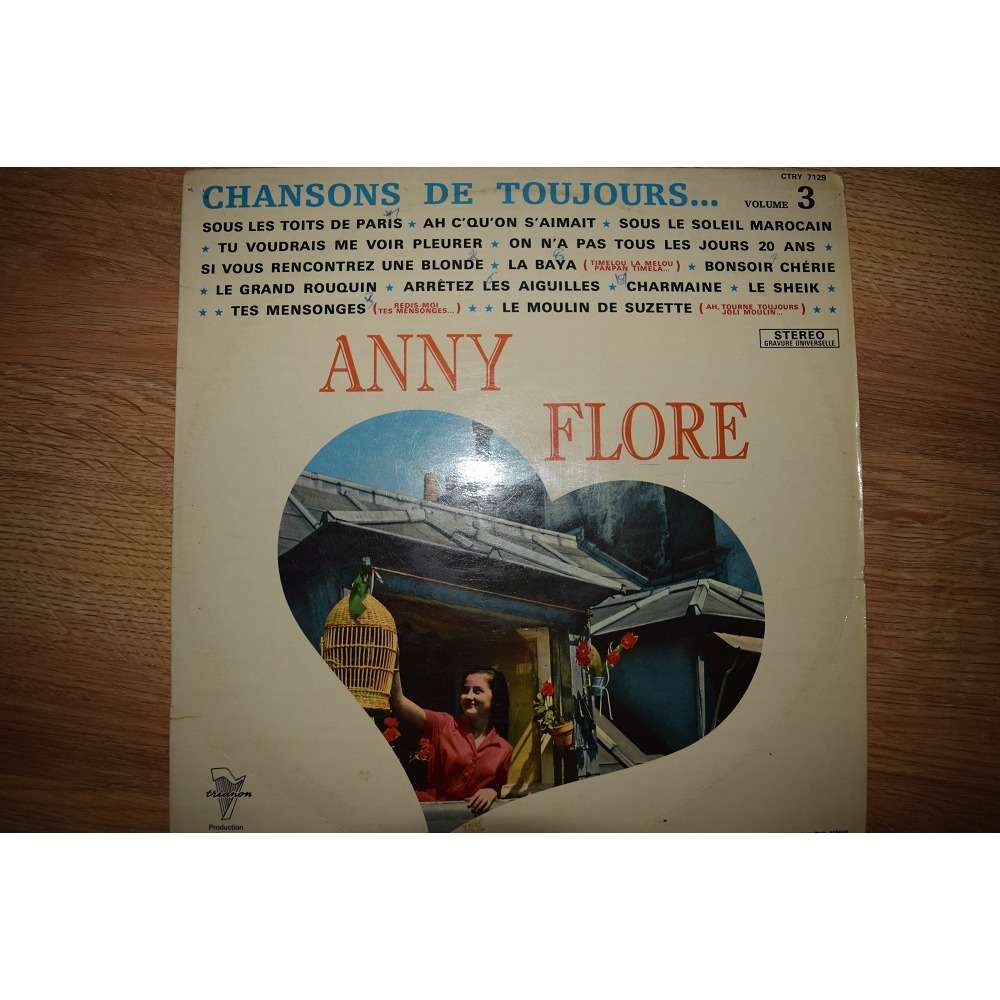 CTRY 7129
CHANSONS DE TOUJOURS... VOLUME 3
SOUS LES TOITS DE PARIS ★ AH C'QU'ON S'AIMAIT ★ SOUS LE SOLEIL MAROCAIN
★ TU VOUDRAIS ME VOIR PLEURER ★ ON N'A PAS TOUS LES JOURS 20 ANS ★
SI VOUS RENCONTREZ UNE BLONDE ★ LA BAYA (TIMELOU LA MELOU PANPAN TIMELA...) ★ BONSOIR CHÉRIE
★ LE GRAND ROUQUIN ★ ARRÊTEZ LES AIGUILLES ★ CHARMAINE ★ LE SHEIK ★
★ ★ TES MENSONGES (REDIS-MOI TES MENSONGES...) ★ ★ LE MOULIN DE SUZETTE (AH, TOURNE TOUJOURS JOLI MOULIN...) ★ ★
STEREO
GRAVURE UNIVERSELLE
ANNY
FLORE
trianon
Production